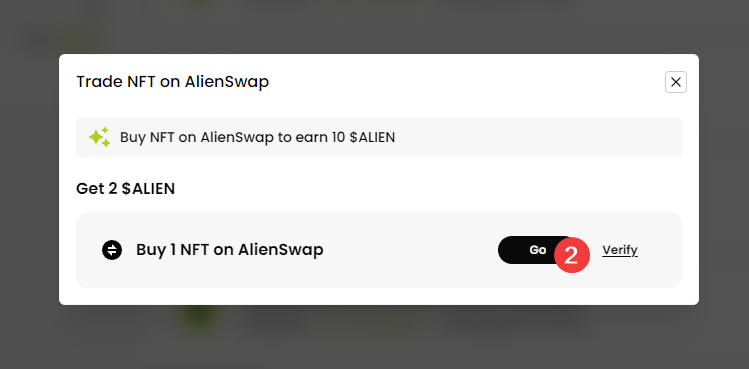 Trade NFT on AlienSwap
Buy NFT on AlienSwap to earn 10 $ALIEN
Get 2 $ALIEN
Buy 1 NFT on AlienSwap
Go
2
Verify